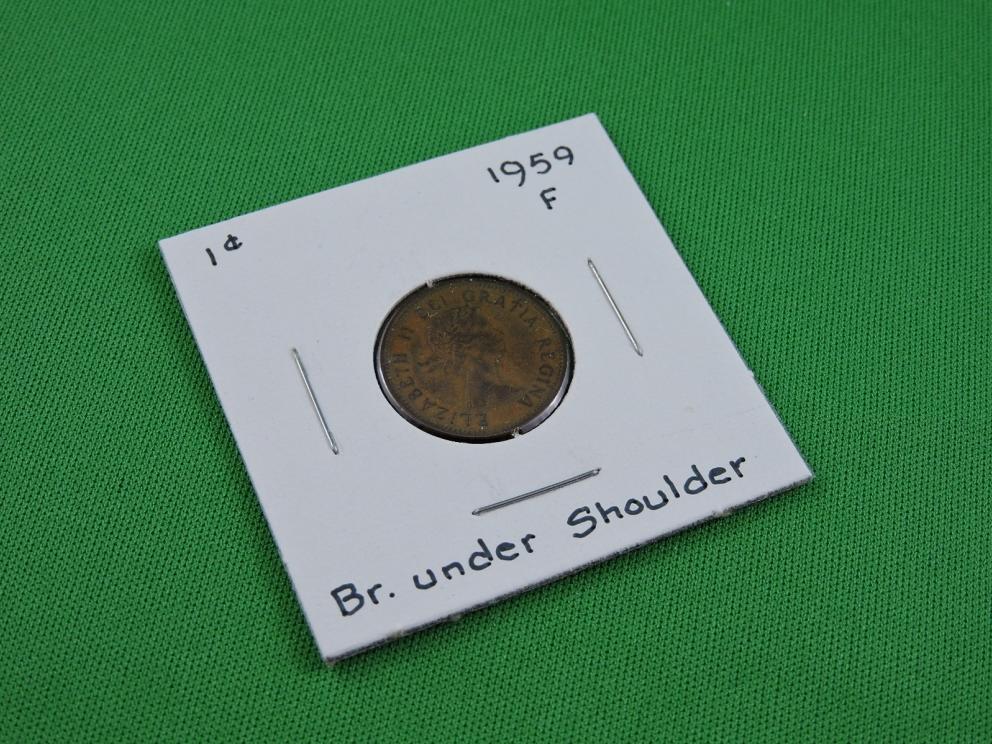 1¢
1959
F
ELIZABETH II DEI GRATIA REGINA
Br. under Shoulder